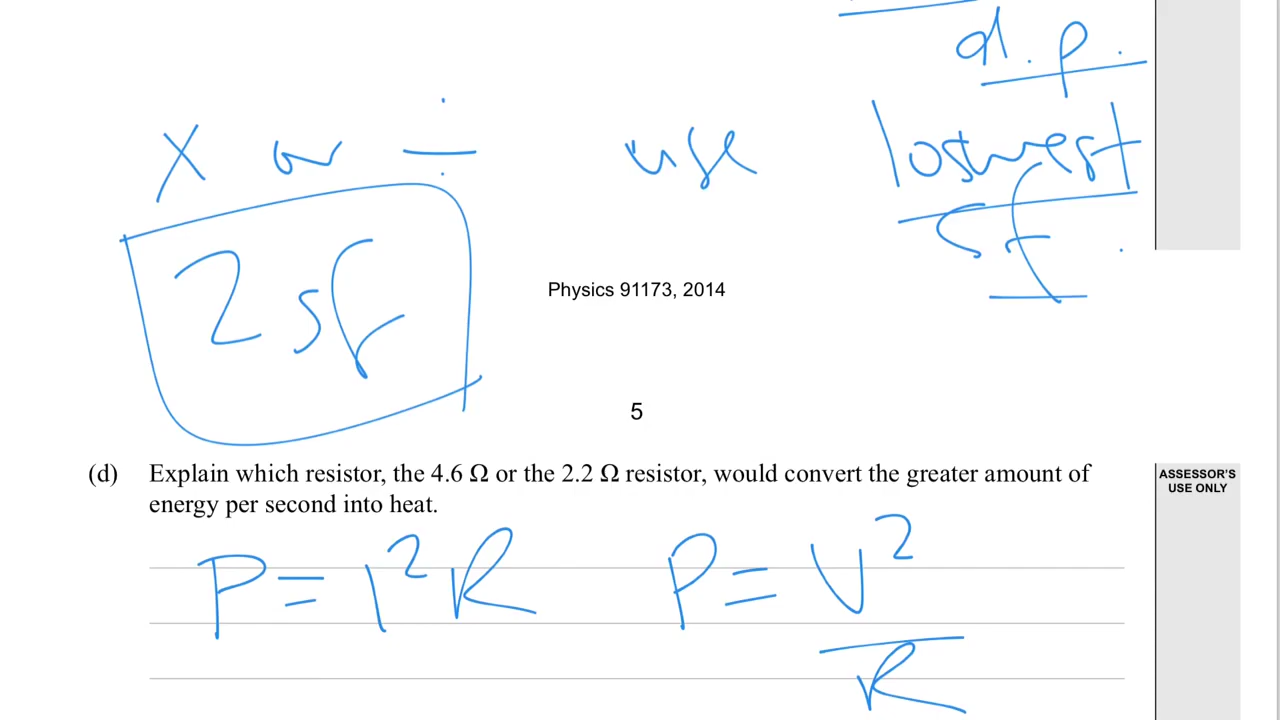 d.p.
x or ÷ use lowest
sf.
2sf
Physics 91173, 2014
5
(d) Explain which resistor, the 4.6 Ω or the 2.2 Ω resistor, would convert the greater amount of
energy per second into heat.
ASSESSOR'S
USE ONLY
P = I²R P = V²/R